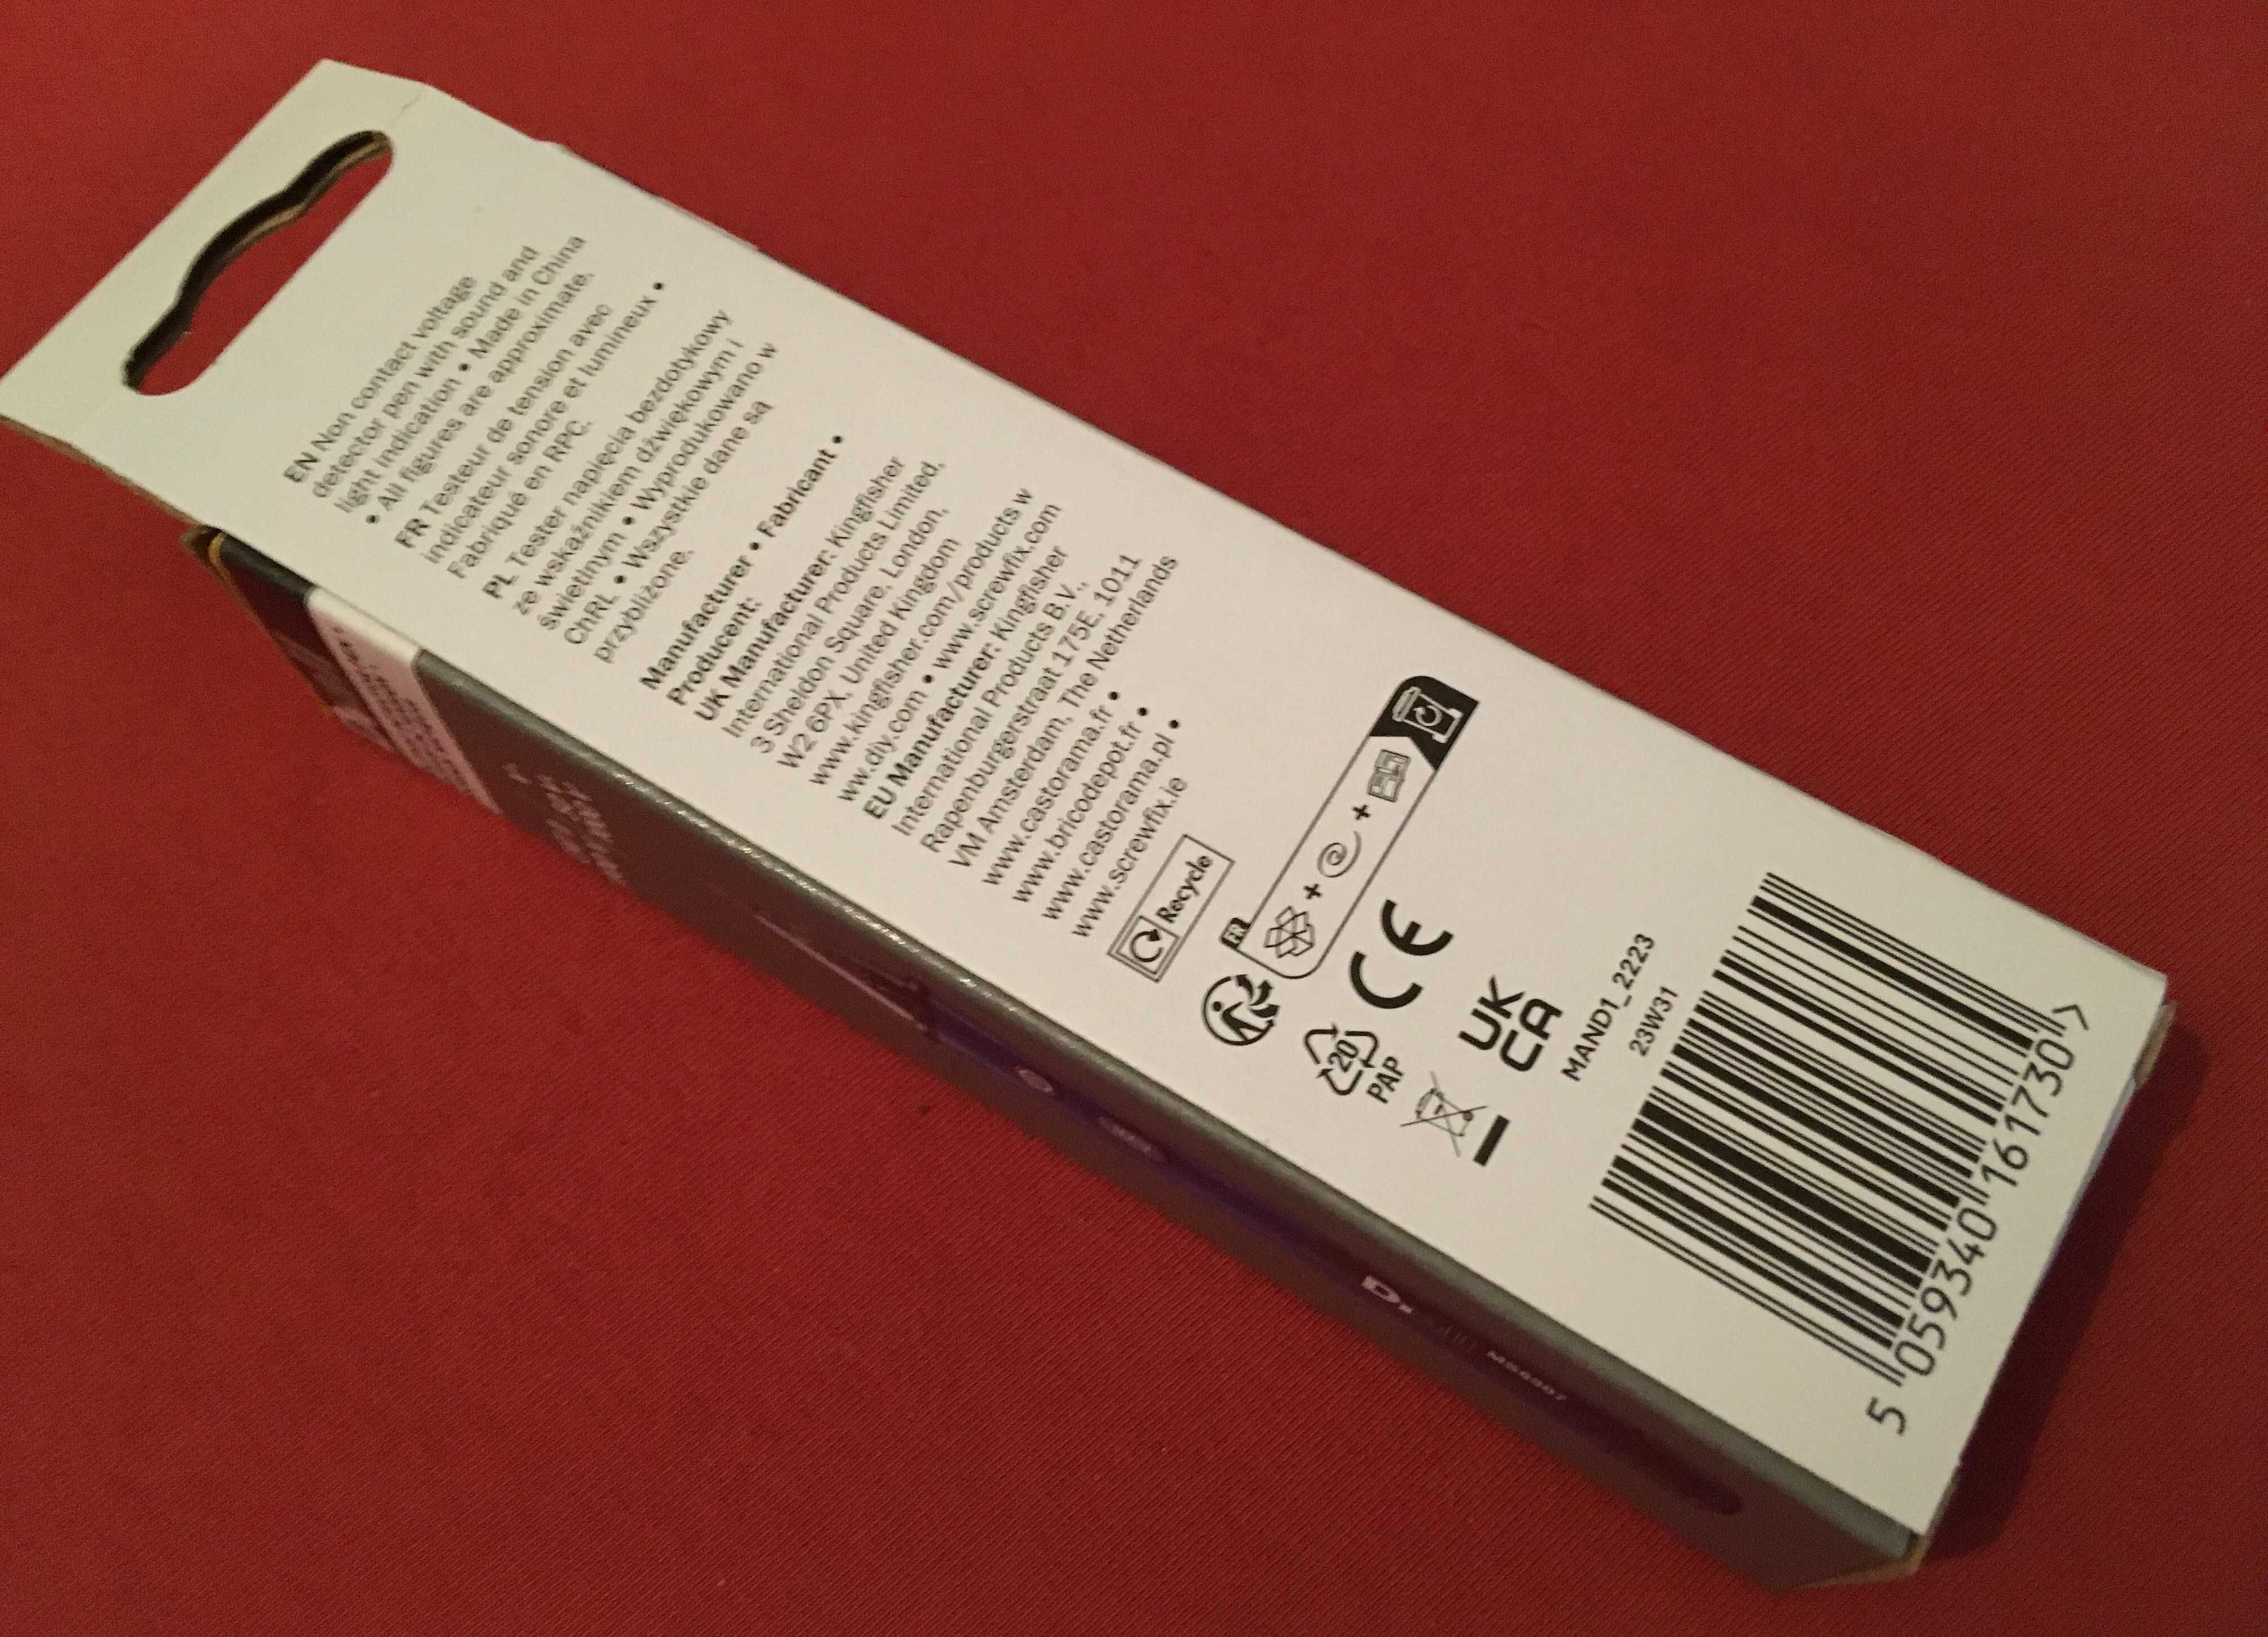 EN Non contact voltage
detector pen with sound and
light indication • Made in China
• All figures are approximate.
FR Testeur de tension avec
indicateur sonore et lumineux •
Fabriqué en RPC.
PL Tester napięcia bezdotykowy
ze wskaźnikiem dźwiękowym i
świetlnym • Wyprodukowano w
ChRL • Wszystkie dane są
przybliżone.
Manufacturer • Fabricant •
Producent:
UK Manufacturer: Kingfisher
International Products Limited,
3 Sheldon Square, London,
W2 6PX, United Kingdom
www.kingfisher.com/products w
ww.diy.com • www.screwfix.com
EU Manufacturer: Kingfisher
International Products B.V.,
Rapenburgerstraat 175E, 1011
VM Amsterdam, The Netherlands
www.castorama.fr •
www.bricodepot.fr •
www.castorama.pl •
www.screwfix.ie
Recycle
FR
20
PAP
CE
UK
CA
MAND1_2223
23W31
5 059340 161730 >
MS6907